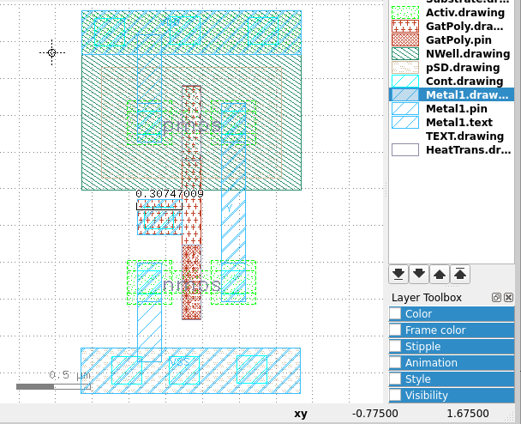 Substrate.dr...
Activ.drawing
GatPoly.dra...
GatPoly.pin
NWell.drawing
pSD.drawing
Cont.drawing
Metal1.draw...
Metal1.pin
Metal1.text
TEXT.drawing
HeatTrans.dr...
pmos
0.30747009
Y
nmos
VSS
0.5 µm
Layer Toolbox
Color
Frame color
Stipple
Animation
Style
Visibility
xy -0.77500 1.67500